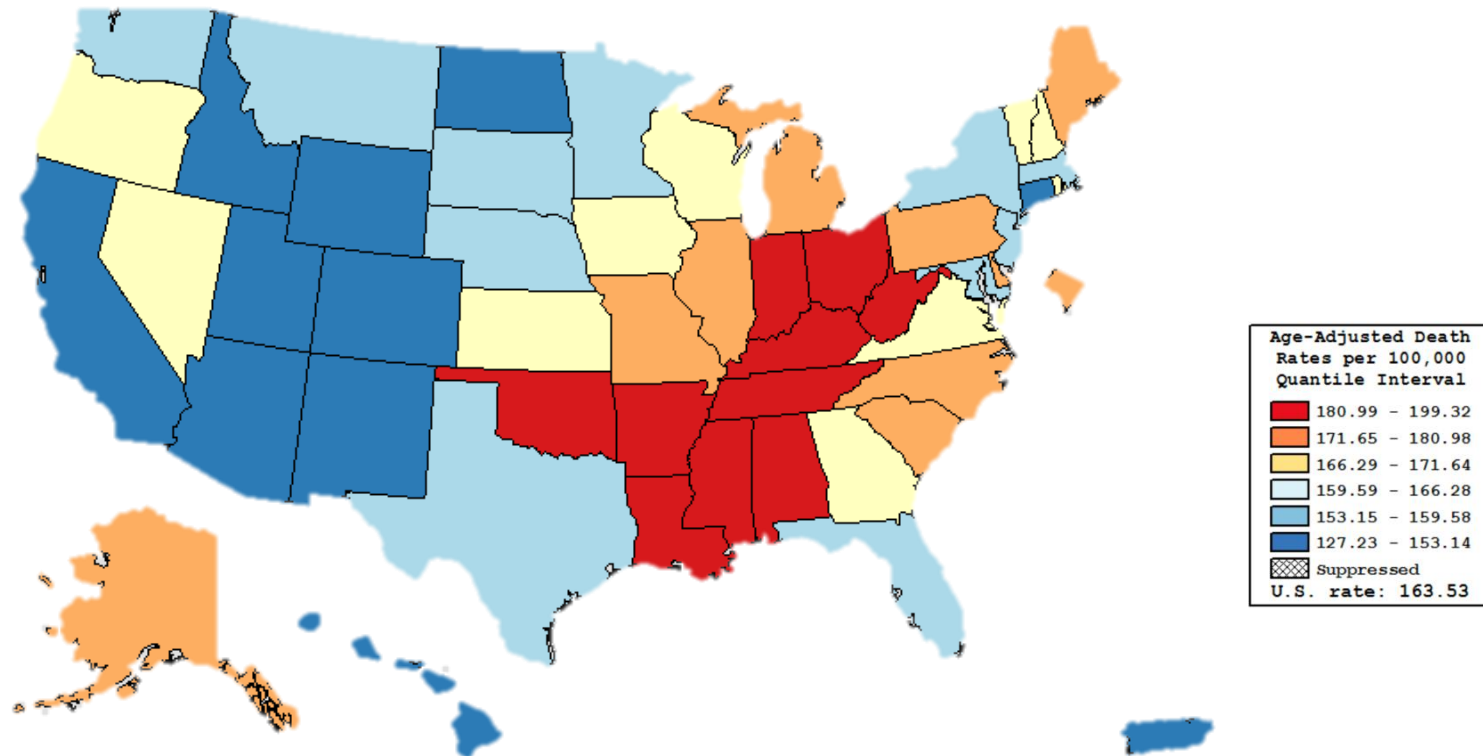 Age-Adjusted Death
Rates per 100,000
Quantile Interval
180.99 - 199.32
171.65 - 180.98
166.29 - 171.64
159.59 - 166.28
153.15 - 159.58
127.23 - 153.14
Suppressed
U.S. rate: 163.53